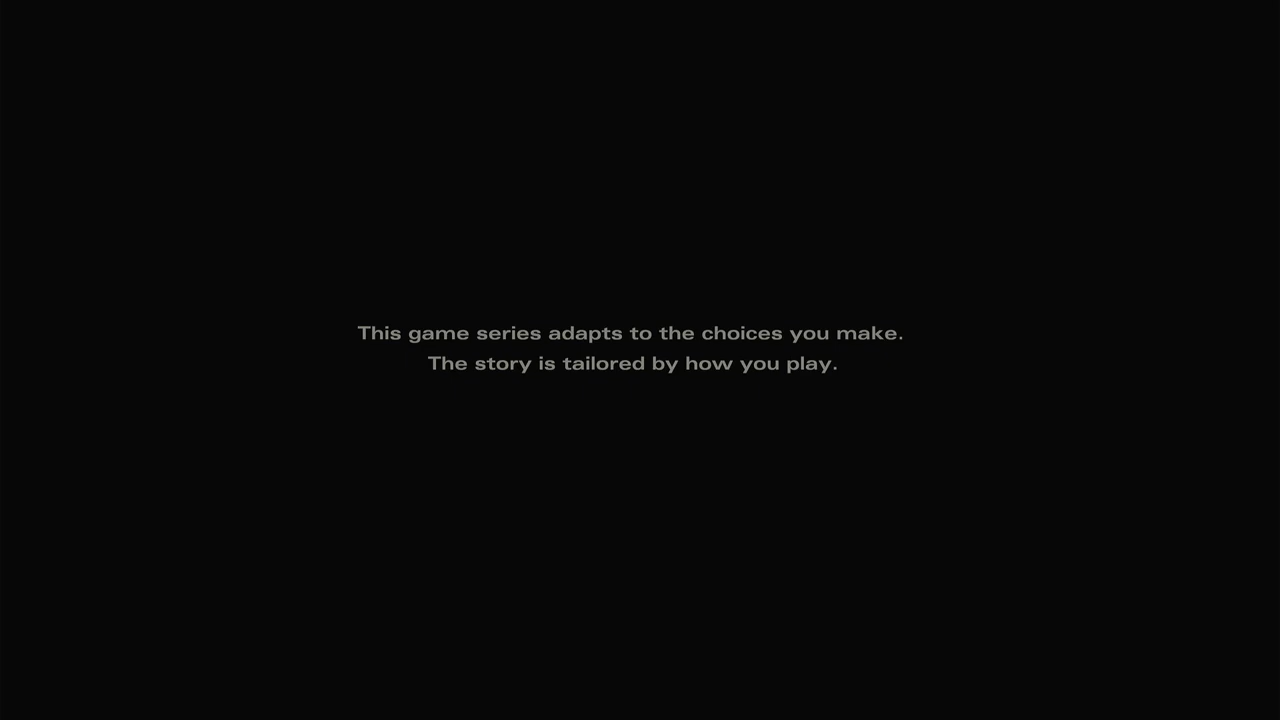 This game series adapts to the choices you make.
The story is tailored by how you play.